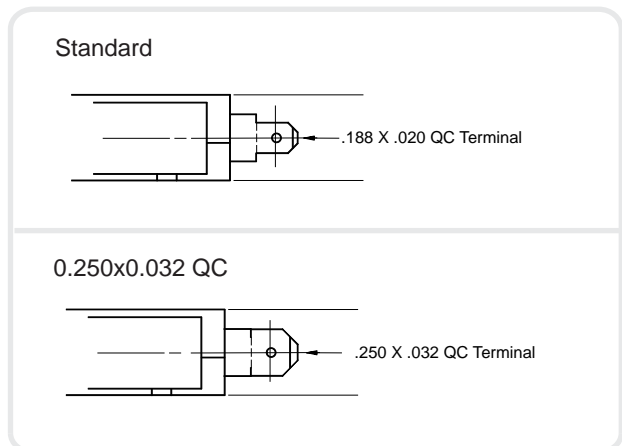 Standard
.188 X .020 QC Terminal
0.250x0.032 QC
.250 X .032 QC Terminal